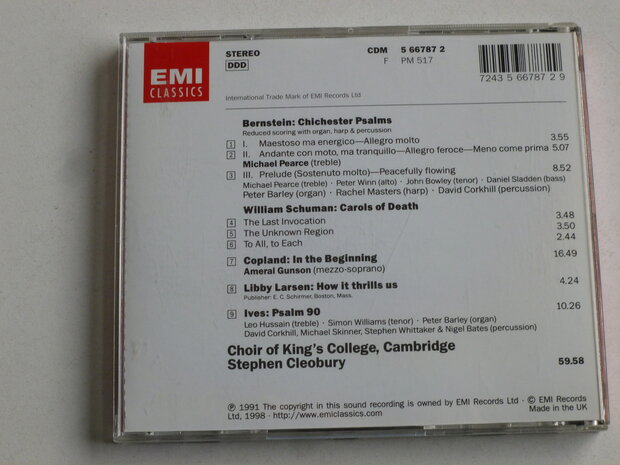 EMI
CLASSICS
STEREO
DDD
CDM 5 66787 2
F PM 517
7243 5 66787 2 9
International Trade Mark of EMI Records Ltd
Bernstein: Chichester Psalms
Reduced scoring with organ, harp & percussion
1 I. Maestoso ma energico—Allegro molto 3.55
2 II. Andante con moto, ma tranquillo—Allegro feroce—Meno come prima 5.07
Michael Pearce (treble)
3 III. Prelude (Sostenuto molto)—Peacefully flowing 8.52
Michael Pearce (treble) · Peter Winn (alto) · John Bowley (tenor) · Daniel Sladden (bass)
Peter Barley (organ) · Rachel Masters (harp) · David Corkhill (percussion)
William Schuman: Carols of Death
4 The Last Invocation 3.48
5 The Unknown Region 3.50
6 To All, to Each 2.44
7 Copland: In the Beginning 16.49
Ameral Gunson (mezzo-soprano)
8 Libby Larsen: How it thrills us 4.24
Publisher: E. C. Schirmer, Boston, Mass.
9 Ives: Psalm 90 10.26
Leo Hussain (treble) · Simon Williams (tenor) · Peter Barley (organ)
David Corkhill, Michael Skinner, Stephen Whittaker & Nigel Bates (percussion)
Choir of King's College, Cambridge
Stephen Cleobury 59.58
℗ 1991 The copyright in this sound recording is owned by EMI Records Ltd · © EMI Records
Ltd, 1998 · http://www.emiclassics.com/ Made in the UK